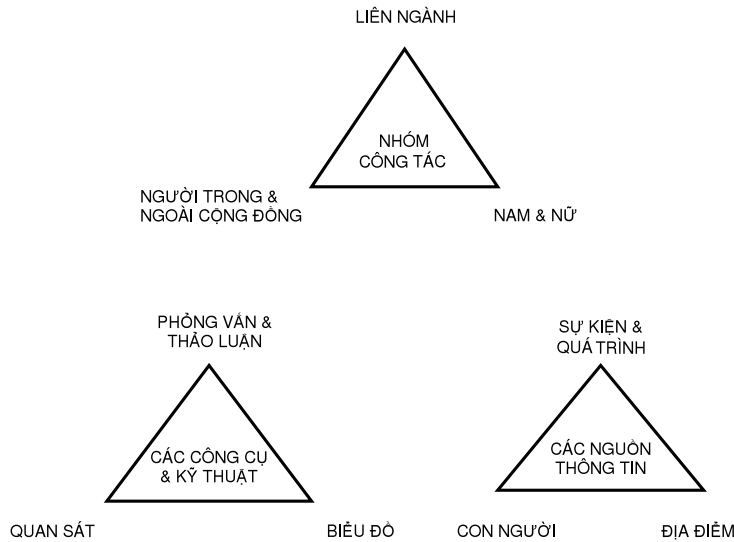 LIÊN NGÀNH
NHÓM
CÔNG TÁC
NGƯỜI TRONG &
NGOÀI CỘNG ĐỒNG
NAM & NỮ
PHỎNG VẤN &
THẢO LUẬN
SỰ KIỆN &
QUÁ TRÌNH
CÁC CÔNG CỤ
& KỸ THUẬT
CÁC NGUỒN
THÔNG TIN
QUAN SÁT
BIỂU ĐỒ
CON NGƯỜI
ĐỊA ĐIỂM